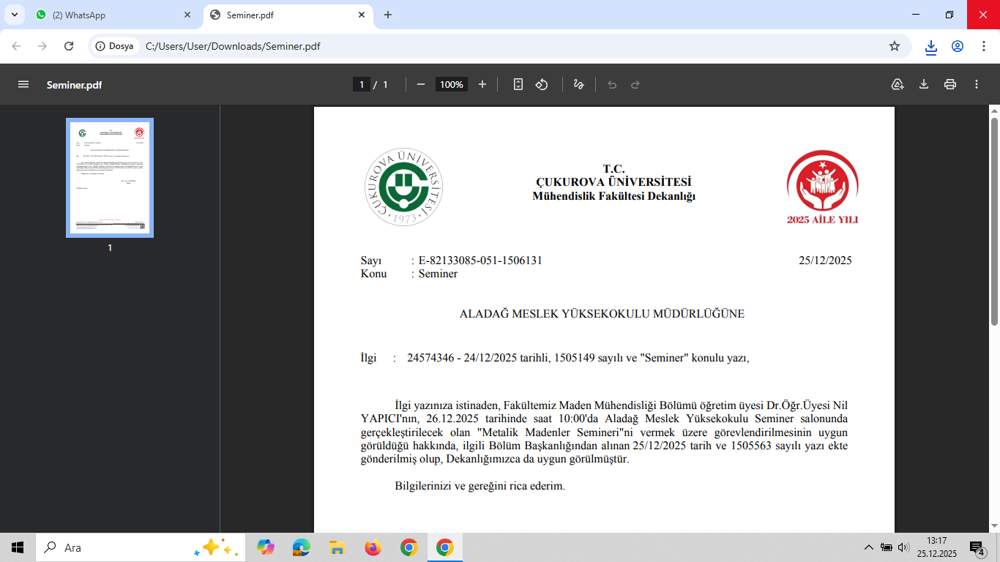 (2) WhatsApp
Seminer.pdf
Dosya
C:/Users/User/Downloads/Seminer.pdf
Seminer.pdf
1 / 1
100%
1
ÇUKUROVA ÜNİVERSİTESİ
• 1973 •
T.C.
ÇUKUROVA ÜNİVERSİTESİ
Mühendislik Fakültesi Dekanlığı
2025 AİLE YILI
Sayı : E-82133085-051-1506131 25/12/2025
Konu : Seminer
ALADAĞ MESLEK YÜKSEKOKULU MÜDÜRLÜĞÜNE
İlgi : 24574346 - 24/12/2025 tarihli, 1505149 sayılı ve "Seminer" konulu yazı,
İlgi yazınıza istinaden, Fakültemiz Maden Mühendisliği Bölümü öğretim üyesi Dr.Öğr.Üyesi Nil
YAPICI'nın, 26.12.2025 tarihinde saat 10:00'da Aladağ Meslek Yüksekokulu Seminer salonunda
gerçekleştirilecek olan "Metalik Madenler Semineri"ni vermek üzere görevlendirilmesinin uygun
görüldüğü hakkında, ilgili Bölüm Başkanlığından alınan 25/12/2025 tarih ve 1505563 sayılı yazı ekte
gönderilmiş olup, Dekanlığımızca da uygun görülmüştür.
Bilgilerinizi ve gereğini rica ederim.
Ara
13:17
25.12.2025
4